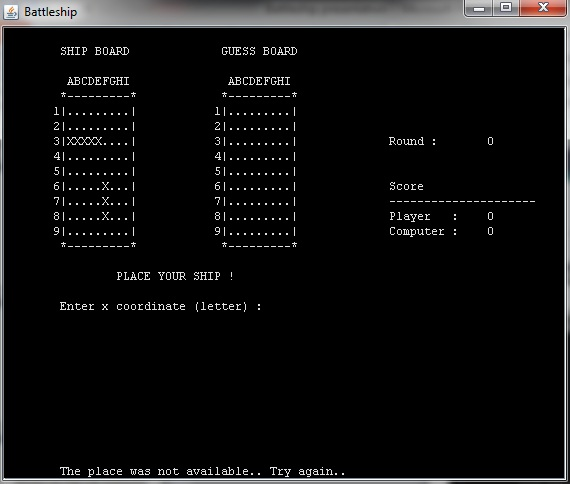 Battleship
SHIP BOARD GUESS BOARD
ABCDEFGHI ABCDEFGHI
*---------* *---------*
1|.........| 1|.........|
2|.........| 2|.........|
3|XXXXX....| 3|.........| Round : 0
4|.........| 4|.........|
5|.........| 5|.........|
6|.....X...| 6|.........| Score
7|.....X...| 7|.........| ----------------------
8|.....X...| 8|.........| Player : 0
9|.........| 9|.........| Computer : 0
*---------* *---------*
PLACE YOUR SHIP !
Enter x coordinate (letter) :
The place was not available.. Try again..